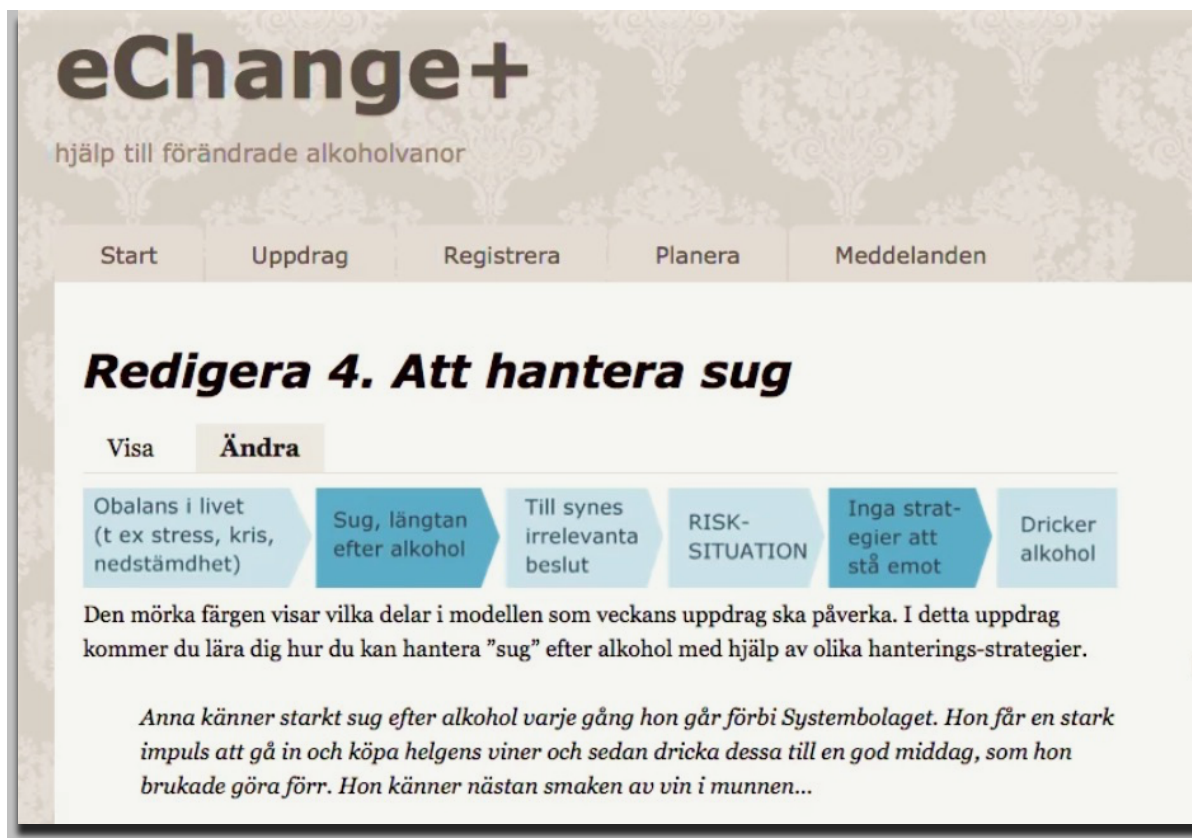 eChange+
hjälp till förändrade alkoholvanor
Start Uppdrag Registrera Planera Meddelanden
Redigera 4. Att hantera sug
Visa Ändra
Obalans i livet
(t ex stress, kris,
nedstämdhet)
Sug, längtan
efter alkohol
Till synes
irrelevanta
beslut
RISK-
SITUATION
Inga strat-
egier att
stå emot
Dricker
alkohol
Den mörka färgen visar vilka delar i modellen som veckans uppdrag ska påverka. I detta uppdrag
kommer du lära dig hur du kan hantera ”sug” efter alkohol med hjälp av olika hanterings-strategier.
Anna känner starkt sug efter alkohol varje gång hon går förbi Systembolaget. Hon får en stark
impuls att gå in och köpa helgens viner och sedan dricka dessa till en god middag, som hon
brukade göra förr. Hon känner nästan smaken av vin i munnen...